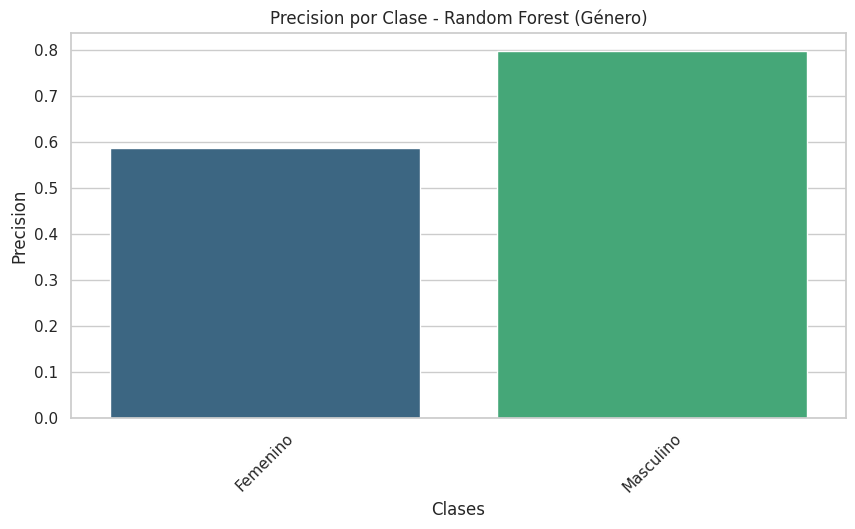 Precision por Clase - Random Forest (Género)
0.8
0.7
0.6
0.5
0.4
0.3
0.2
0.1
0.0
Precision
Femenino
Masculino
Clases